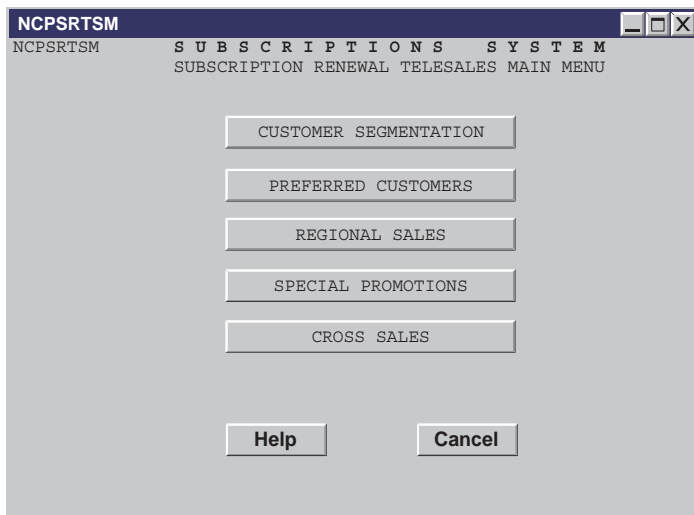 NCPSRTSM
NCPSRTSM S U B S C R I P T I O N S S Y S T E M
SUBSCRIPTION RENEWAL TELESALES MAIN MENU
CUSTOMER SEGMENTATION
PREFERRED CUSTOMERS
REGIONAL SALES
SPECIAL PROMOTIONS
CROSS SALES
Help Cancel